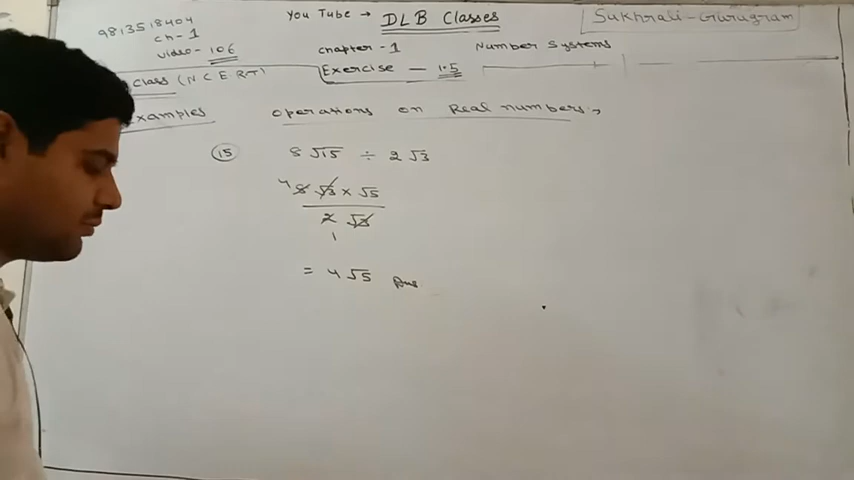 9813518404
You Tube → DLB Classes
Sukhrali-Gurugram
ch-1
video- 106
chapter-1
Number Systems
class (NCERT)
Exercise - 1.5
xamples
operations on Real numbers,
15 8√15 ÷ 2√3
4 8 √3 × √5
2 √3
1
= 4√5 Ans